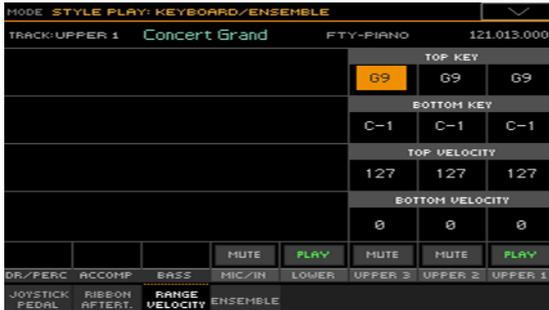 MODE STYLE PLAY: KEYBOARD/ENSEMBLE
TRACK:UPPER 1 Concert Grand FTY-PIANO 121.013.000
TOP KEY
G9 G9 G9
BOTTOM KEY
C-1 C-1 C-1
TOP VELOCITY
127 127 127
BOTTOM VELOCITY
0 0 0
MUTE PLAY MUTE MUTE PLAY
DR/PERC ACCOMP BASS MIC/IN LOWER UPPER 3 UPPER 2 UPPER 1
JOYSTICK RIBBON RANGE ENSEMBLE
PEDAL AFTERT. VELOCITY